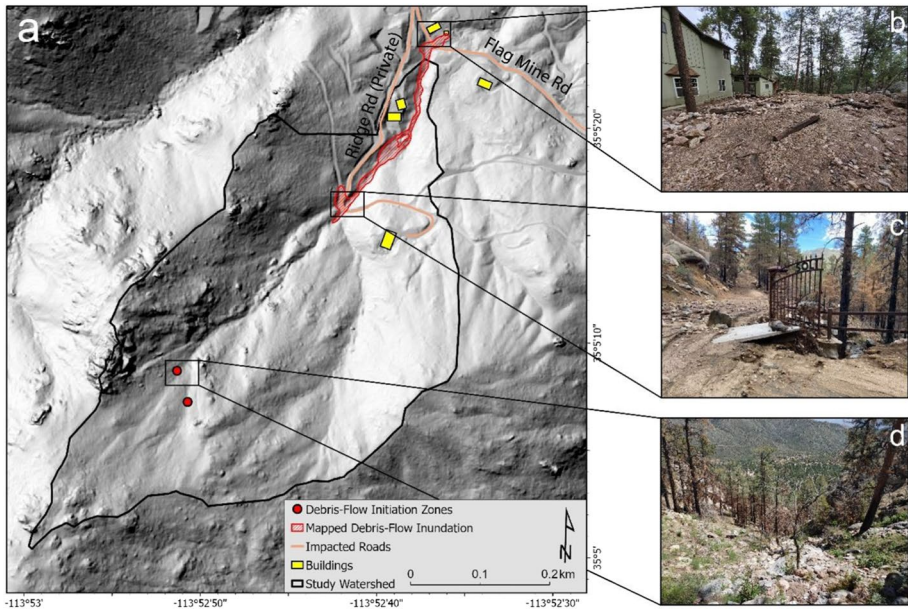 a
Ridge Rd (Private)
Flag Mine Rd
35°5'20"
35°5'10"
35°5'
Debris-Flow Initiation Zones
Mapped Debris-Flow Inundation
Impacted Roads
Buildings
Study Watershed
N
0 0.1 0.2 km
-113°53' -113°52'50" -113°52'40" -113°52'30"
b
c
d